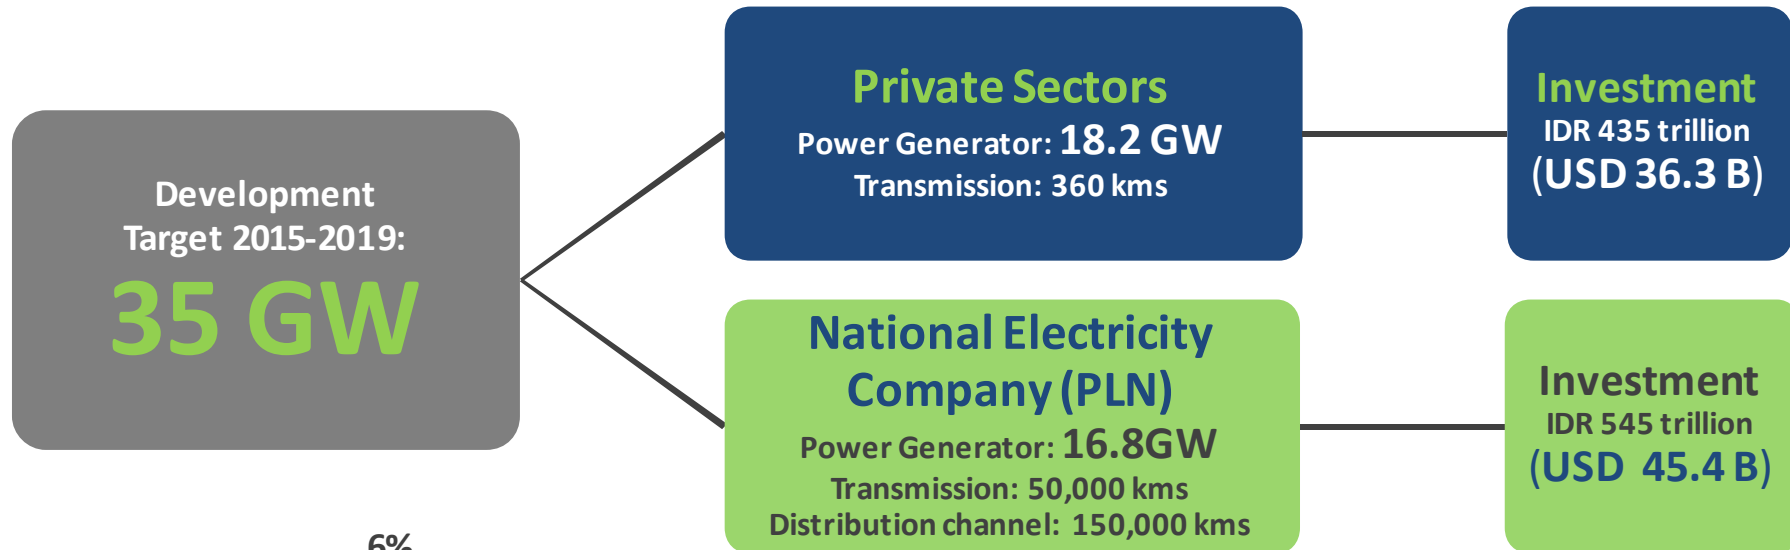 Development
Target 2015-2019:
35 GW
Private Sectors
Power Generator: 18.2 GW
Transmission: 360 kms
Investment
IDR 435 trillion
(USD 36.3 B)
National Electricity
Company (PLN)
Power Generator: 16.8GW
Transmission: 50,000 kms
Distribution channel: 150,000 kms
Investment
IDR 545 trillion
(USD 45.4 B)
6%